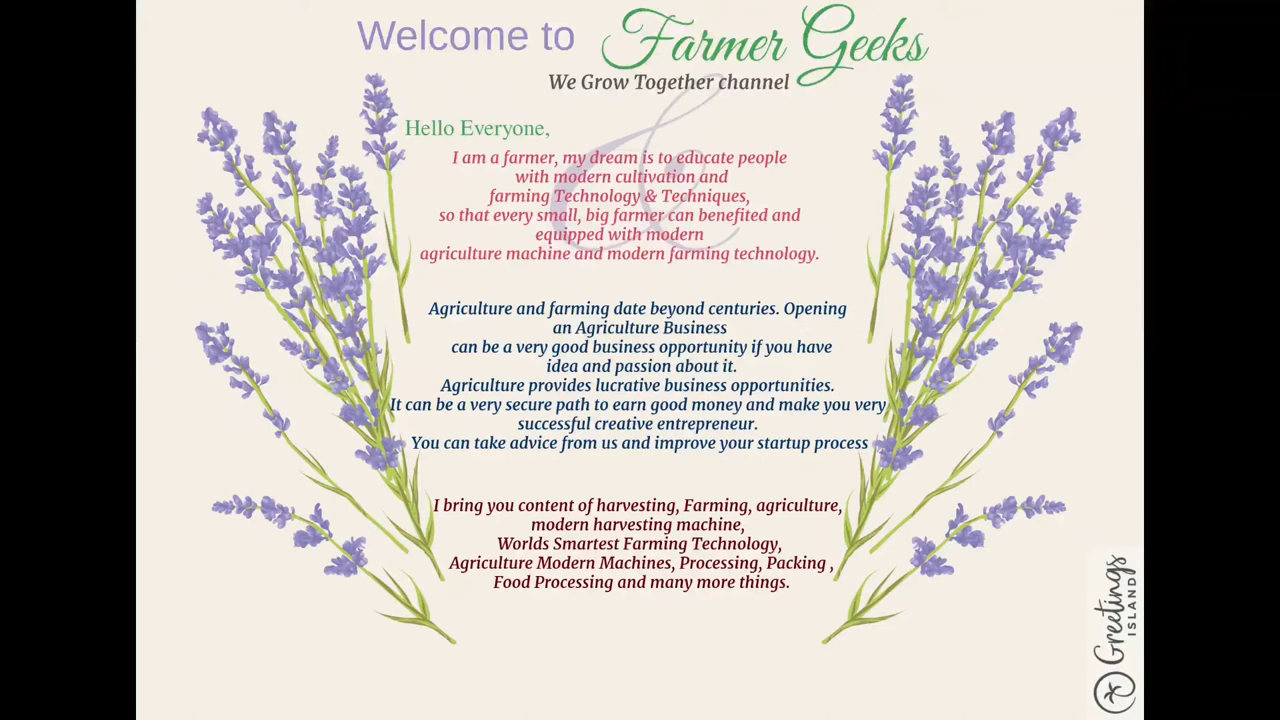 Welcome to Farmer Geeks
We Grow Together channel
&
Hello Everyone,
I am a farmer, my dream is to educate people
with modern cultivation and
farming Technology & Techniques,
so that every small, big farmer can benefited and
equipped with modern
agriculture machine and modern farming technology.
Agriculture and farming date beyond centuries. Opening
an Agriculture Business
can be a very good business opportunity if you have
idea and passion about it.
Agriculture provides lucrative business opportunities.
It can be a very secure path to earn good money and make you very
successful creative entrepreneur.
You can take advice from us and improve your startup process
I bring you content of harvesting, Farming, agriculture,
modern harvesting machine,
Worlds Smartest Farming Technology,
Agriculture Modern Machines, Processing, Packing ,
Food Processing and many more things.
Greetings
ISLAND